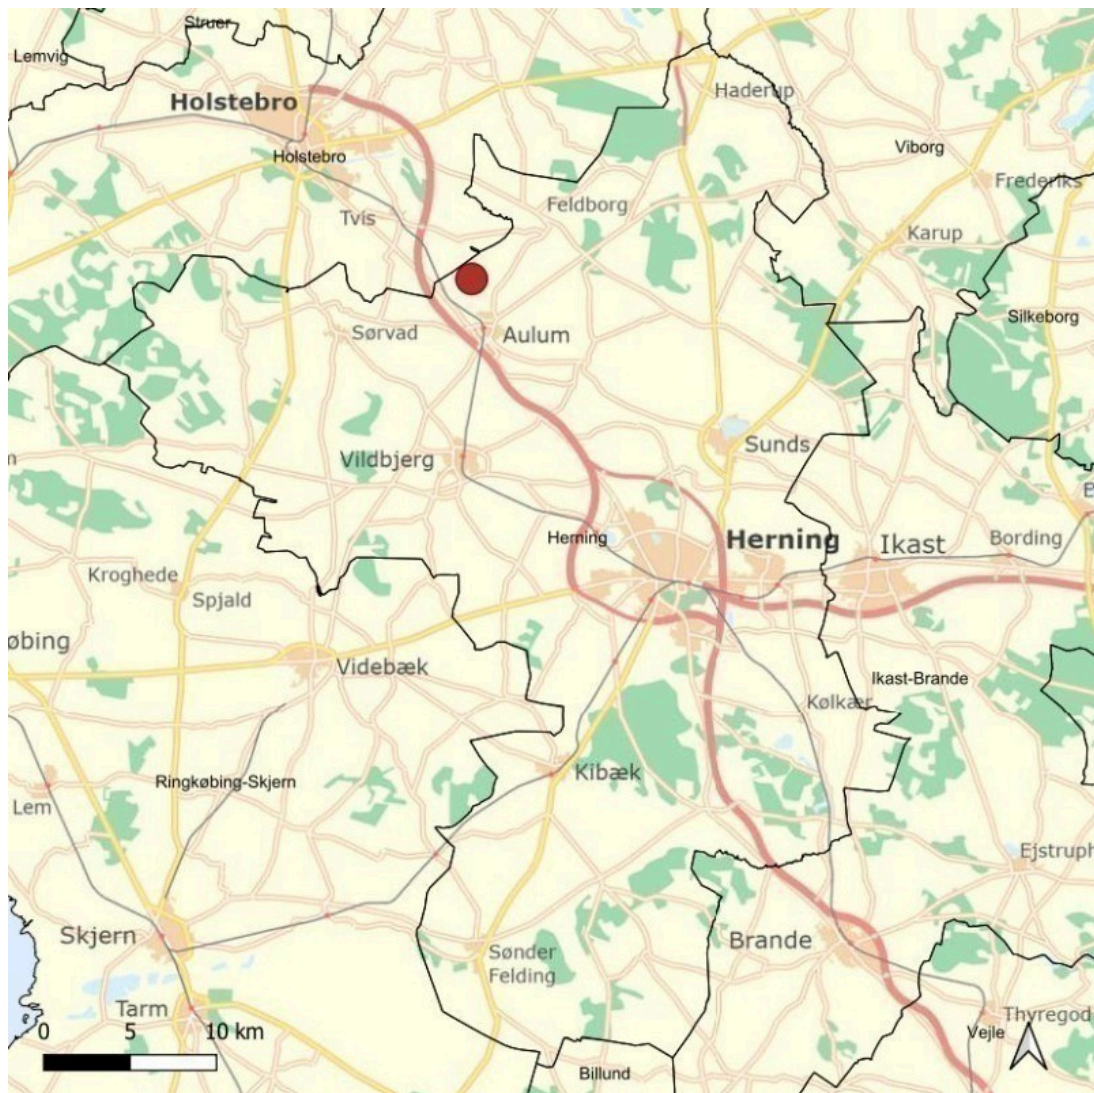 Struer
Lemvig
Haderup
Holstebro
Holstebro
Viborg
Frederiks
Feldborg
Tvis
Karup
Silkeborg
Sørvad
Aulum
Sunds
Vildbjerg
Herning
Herning
Ikast
Bording
Kroghede
Spjald
øbing
Videbæk
Ikast-Brande
Kølkær
Kibæk
Ringkøbing-Skjern
Lem
Ejstruph
Skjern
Brande
Sønder
Felding
Tarm
Thyregod
0 5 10 km
Vejle
Billund